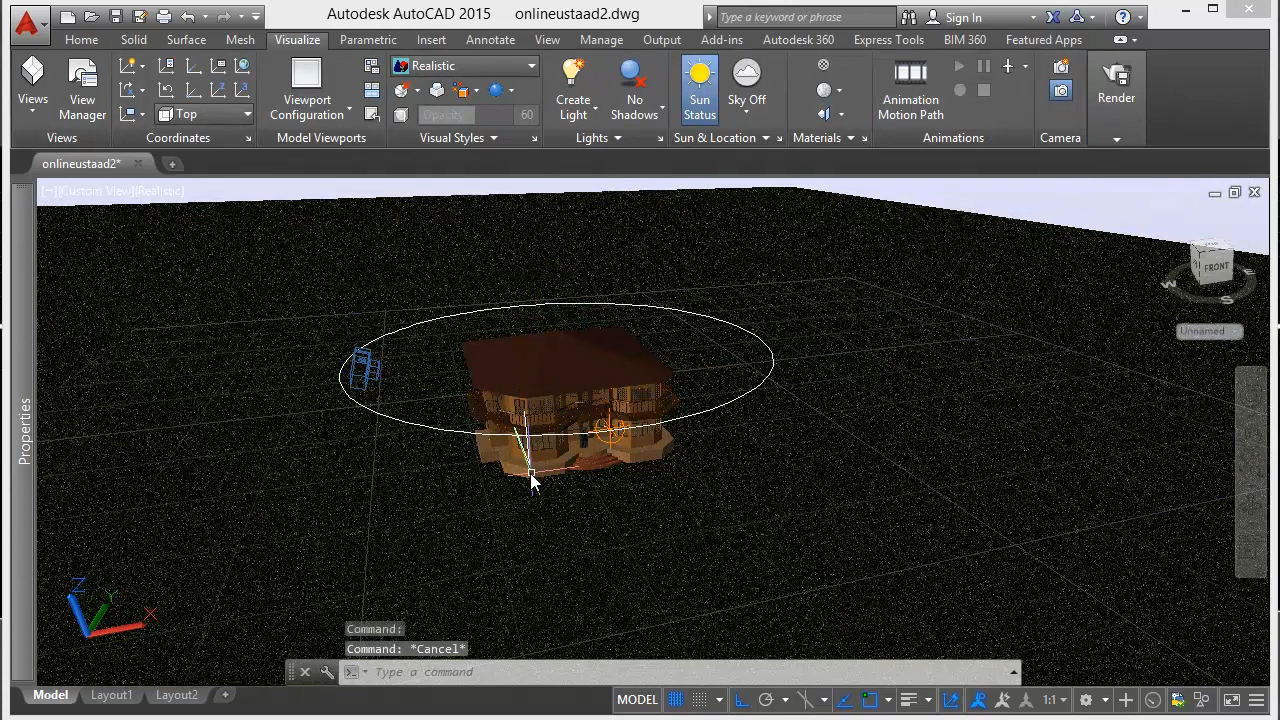 Autodesk AutoCAD 2015 onlineustaad2.dwg
Type a keyword or phrase
Sign In
Home Solid Surface Mesh Visualize Parametric Insert Annotate View Manage Output Add-ins Autodesk 360 Express Tools BIM 360 Featured Apps
Views
View
Manager
Views
Top
Coordinates
Viewport
Configuration
Model Viewports
Realistic
Opacity 60
Visual Styles
Create
Light
No
Shadows
Lights
Sun
Status
Sky Off
Sun & Location
Materials
Animation
Motion Path
Animations
Camera
Render
onlineustaad2*
[−][Custom View][Realistic]
FRONT
W
S
E
Unnamed
Properties
Z
Y
X
Command:
Command: *Cancel*
Type a command
Model Layout1 Layout2
MODEL
1:1